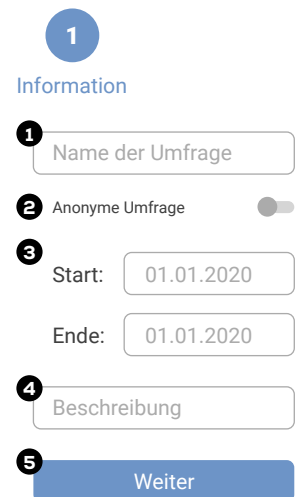 1
Information
1
Name der Umfrage
2 Anonyme Umfrage
3
Start: 01.01.2020
Ende: 01.01.2020
4
Beschreibung
5
Weiter